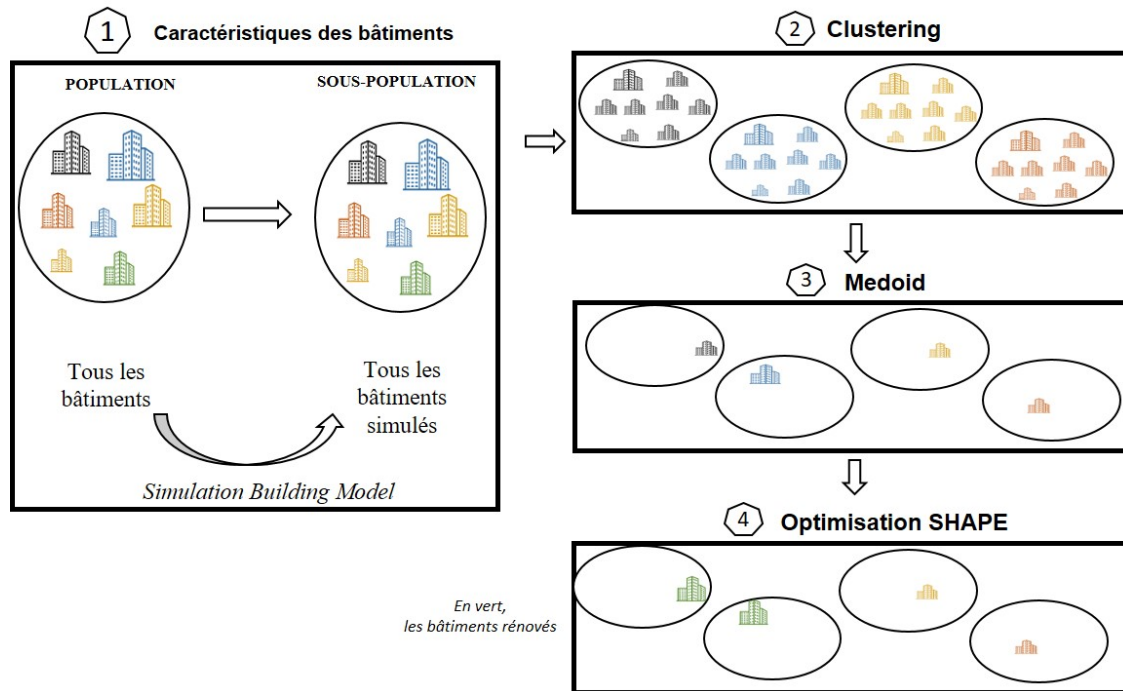 1 Caractéristiques des bâtiments
POPULATION
SOUS-POPULATION
Tous les
bâtiments
Tous les
bâtiments
simulés
Simulation Building Model
2 Clustering
3 Medoid
4 Optimisation SHAPE
En vert,
les bâtiments rénovés